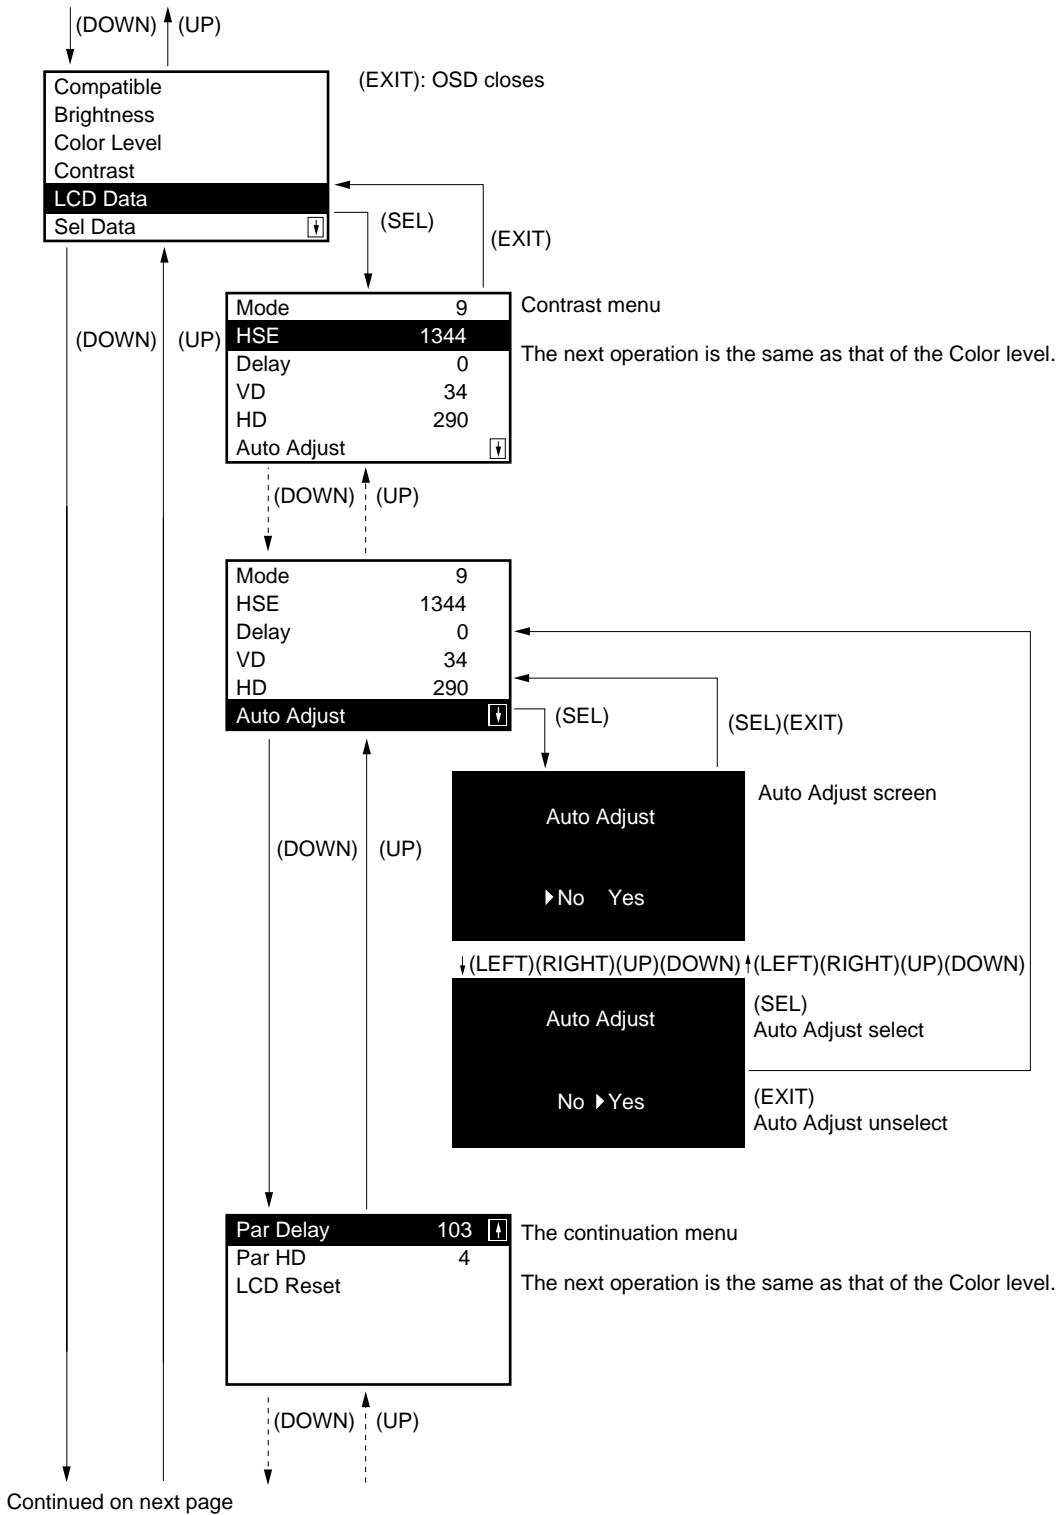 (DOWN) (UP)
Compatible
Brightness
Color Level
Contrast
LCD Data
Sel Data
(EXIT): OSD closes
(SEL)
(EXIT)
(DOWN) (UP)
Mode 9
HSE 1344
Delay 0
VD 34
HD 290
Auto Adjust
Contrast menu
The next operation is the same as that of the Color level.
(DOWN) (UP)
Mode 9
HSE 1344
Delay 0
VD 34
HD 290
Auto Adjust
(SEL)
(SEL)(EXIT)
Auto Adjust
No Yes
Auto Adjust screen
(DOWN) (UP)
(LEFT)(RIGHT)(UP)(DOWN) (LEFT)(RIGHT)(UP)(DOWN)
Auto Adjust
No Yes
(SEL)
Auto Adjust select
(EXIT)
Auto Adjust unselect
Par Delay 103
Par HD 4
LCD Reset
The continuation menu
The next operation is the same as that of the Color level.
(DOWN) (UP)
Continued on next page